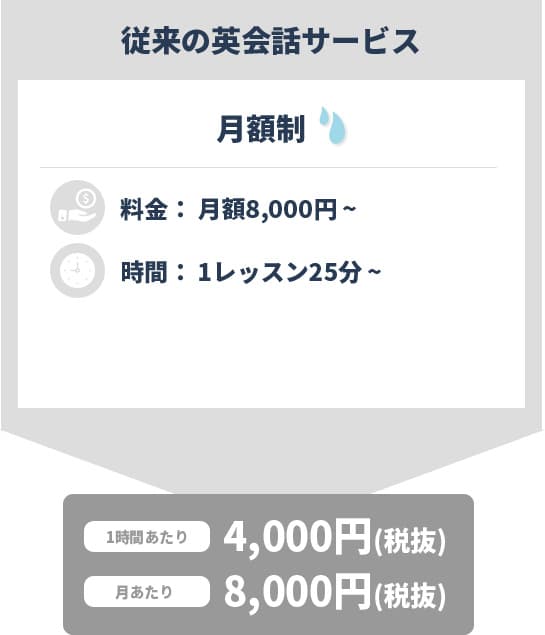 従来の英会話サービス
月額制
料金： 月額8,000円 ~
時間： 1レッスン25分 ~
1時間あたり 4,000円(税抜)
月あたり 8,000円(税抜)